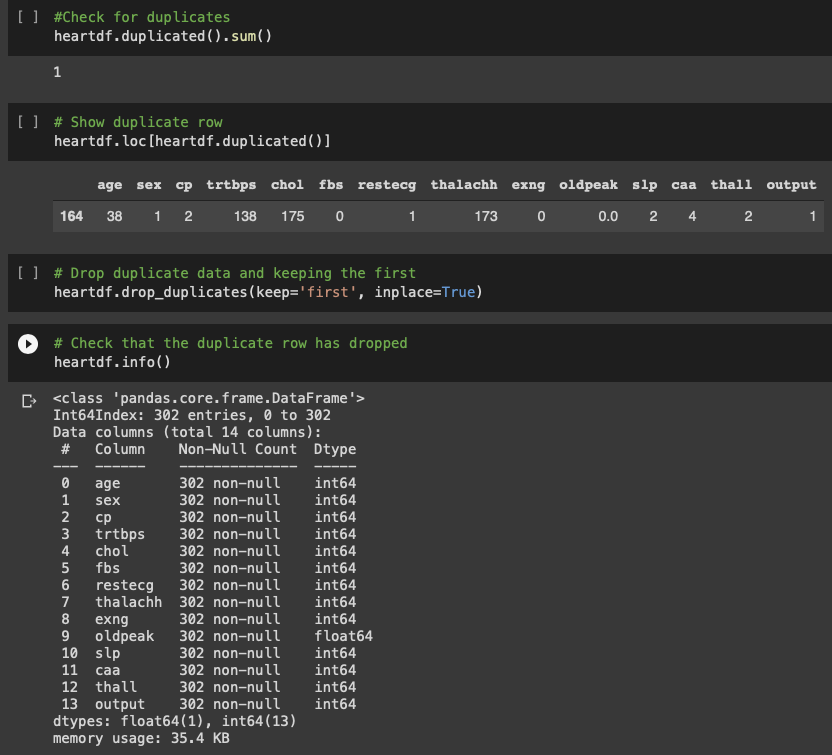 [ ] #Check for duplicates
heartdf.duplicated().sum()
1
[ ] # Show duplicate row
heartdf.loc[heartdf.duplicated()]
age sex cp trtbps chol fbs restecg thalachh exng oldpeak slp caa thall output
164 38 1 2 138 175 0 1 173 0 0.0 2 4 2 1
[ ] # Drop duplicate data and keeping the first
heartdf.drop_duplicates(keep='first', inplace=True)
# Check that the duplicate row has dropped
heartdf.info()
<class 'pandas.core.frame.DataFrame'>
Int64Index: 302 entries, 0 to 302
Data columns (total 14 columns):
 #   Column    Non-Null Count  Dtype
---  ------    --------------  -----
 0   age       302 non-null    int64
 1   sex       302 non-null    int64
 2   cp        302 non-null    int64
 3   trtbps    302 non-null    int64
 4   chol      302 non-null    int64
 5   fbs       302 non-null    int64
 6   restecg   302 non-null    int64
 7   thalachh  302 non-null    int64
 8   exng      302 non-null    int64
 9   oldpeak   302 non-null    float64
 10  slp       302 non-null    int64
 11  caa       302 non-null    int64
 12  thall     302 non-null    int64
 13  output    302 non-null    int64
dtypes: float64(1), int64(13)
memory usage: 35.4 KB